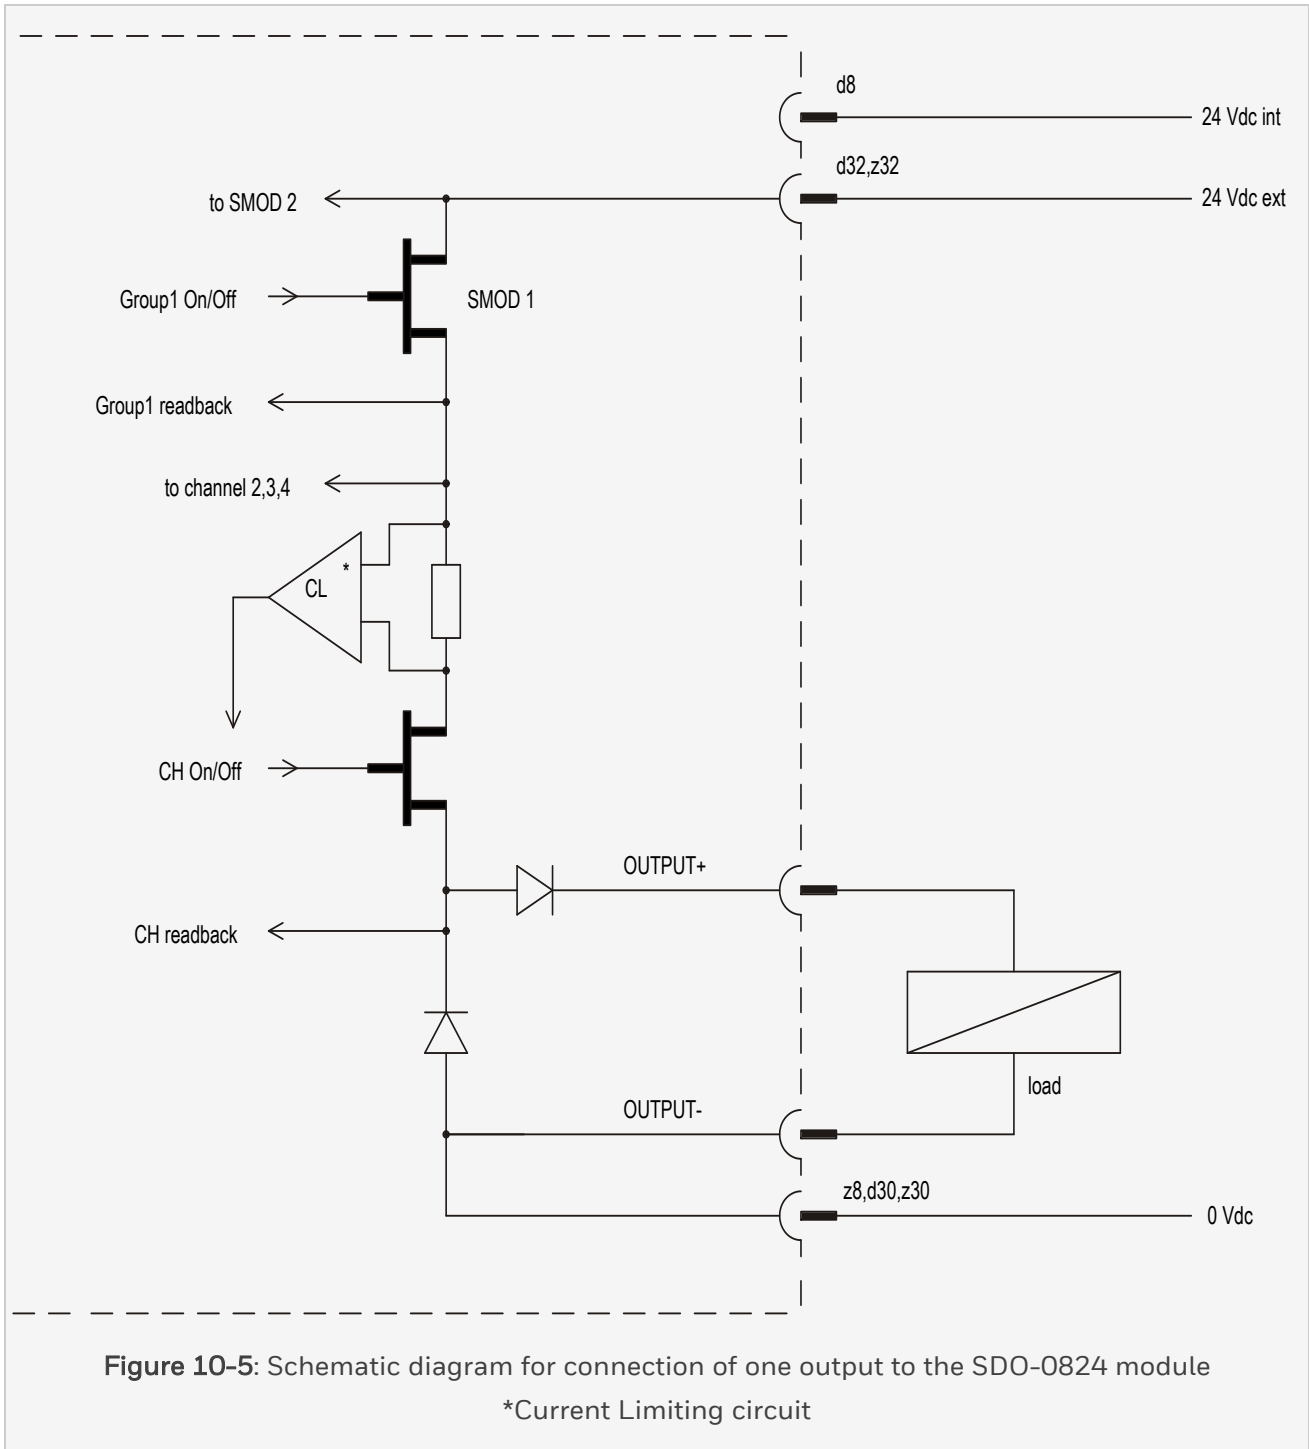 d8
24 Vdc int
d32,z32
24 Vdc ext
to SMOD 2
Group1 On/Off
SMOD 1
Group1 readback
to channel 2,3,4
*
CL
CH On/Off
OUTPUT+
CH readback
load
OUTPUT-
z8,d30,z30
0 Vdc
Figure 10-5: Schematic diagram for connection of one output to the SDO-0824 module
*Current Limiting circuit